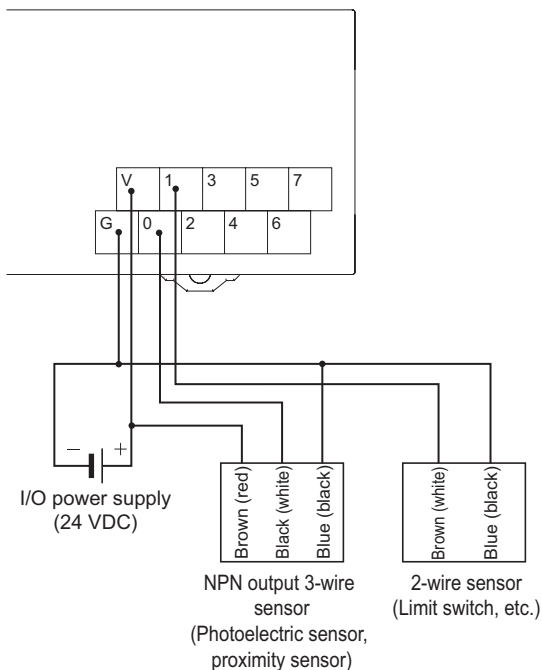 V 1 3 5 7
G 0 2 4 6
− +
I/O power supply
(24 VDC)
Brown (red)
Black (white)
Blue (black)
Brown (white)
Blue (black)
NPN output 3-wire
sensor
(Photoelectric sensor,
proximity sensor)
2-wire sensor
(Limit switch, etc.)